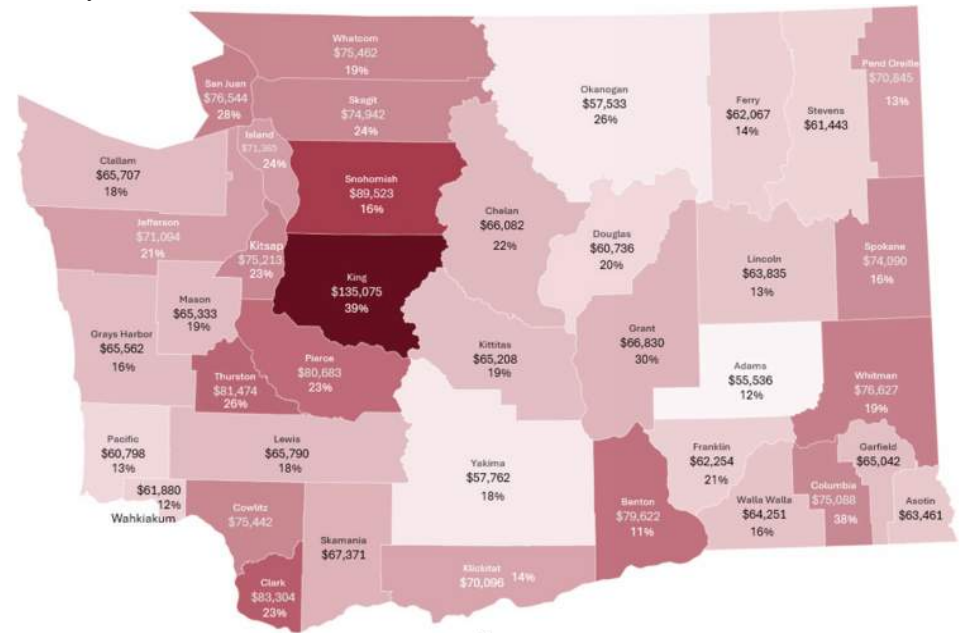 Whatcom
$75,462
19%
San Juan
$76,544
28%
Skagit
$74,942
24%
Island
$71,365
24%
Okanogan
$57,533
26%
Ferry
$62,067
14%
Stevens
$61,443
Pend Oreille
$70,845
13%
Clallam
$65,707
18%
Snohomish
$89,523
16%
Chelan
$66,082
22%
Jefferson
$71,094
21%
Kitsap
$75,213
23%
Douglas
$60,736
20%
Lincoln
$63,835
13%
Spokane
$74,090
16%
King
$135,075
39%
Mason
$65,333
19%
Grays Harbor
$65,562
16%
Kittitas
$65,208
19%
Grant
$66,830
30%
Pierce
$80,683
23%
Thurston
$81,474
26%
Adams
$55,536
12%
Whitman
$76,627
19%
Pacific
$60,798
13%
Lewis
$65,790
18%
Yakima
$57,762
18%
Franklin
$62,254
21%
Garfield
$65,042
$61,880
12%
Wahkiakum
Cowlitz
$75,442
Skamania
$67,371
Benton
$79,622
11%
Walla Walla
$64,251
16%
Columbia
$75,088
38%
Asotin
$63,461
Clark
$83,304
23%
Klickitat
$70,096 14%